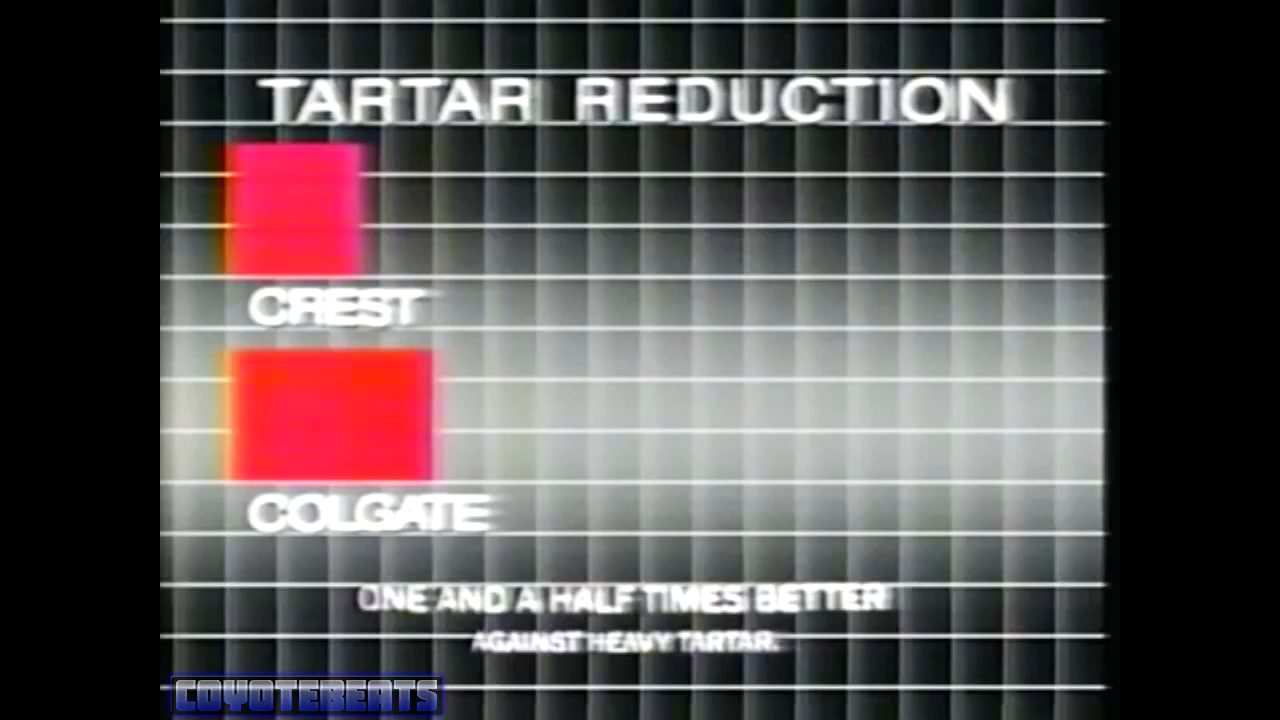 TARTAR REDUCTION
CREST
COLGATE
ONE AND A HALF TIMES BETTER
AGAINST HEAVY TARTAR.
COYOTEBEATS